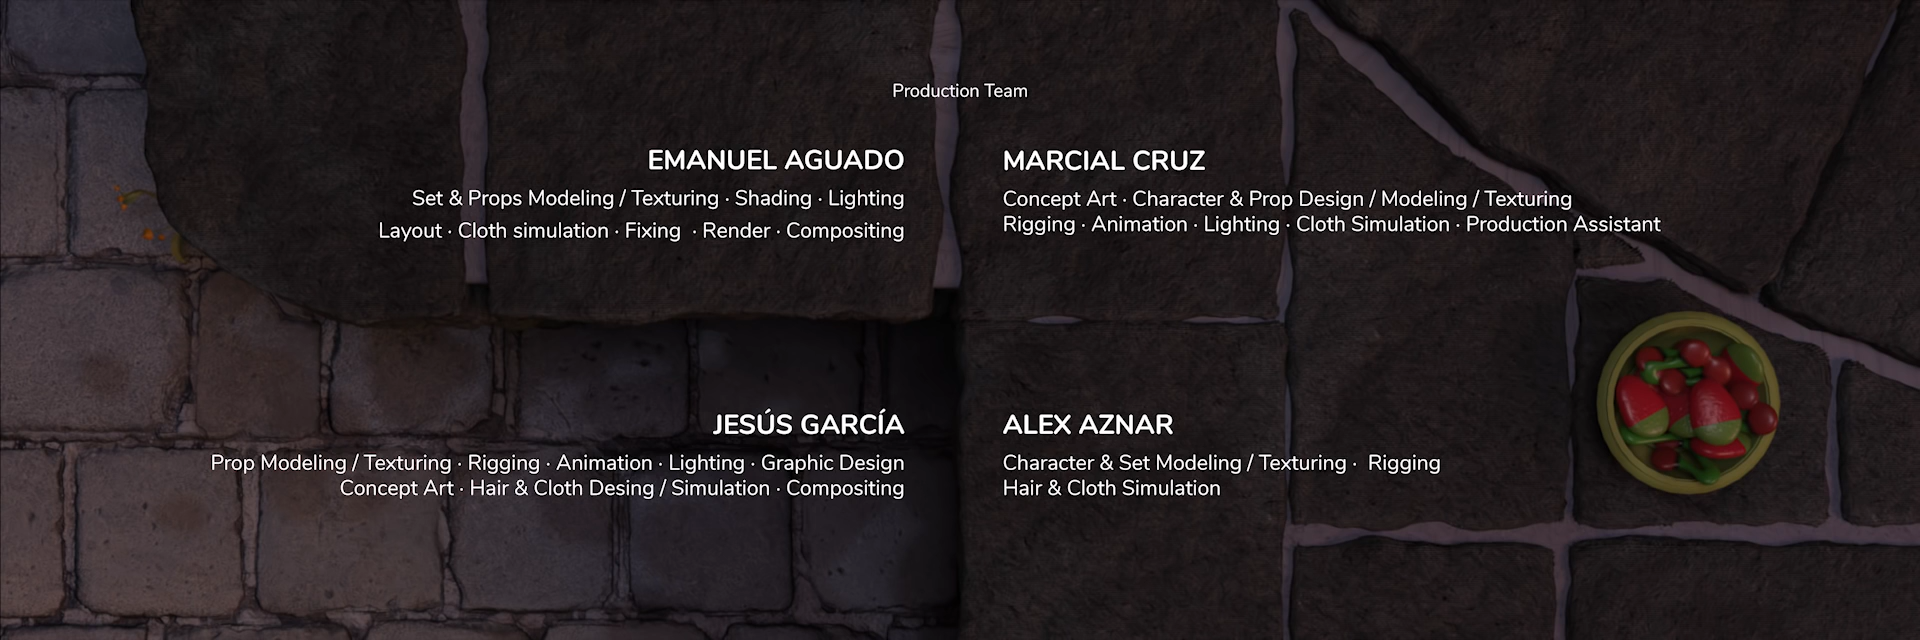 Production Team
EMANUEL AGUADO
Set & Props Modeling / Texturing · Shading · Lighting
Layout · Cloth simulation · Fixing  · Render · Compositing
MARCIAL CRUZ
Concept Art · Character & Prop Design / Modeling / Texturing
Rigging · Animation · Lighting · Cloth Simulation · Production Assistant
JESÚS GARCÍA
Prop Modeling / Texturing · Rigging · Animation · Lighting · Graphic Design
Concept Art · Hair & Cloth Desing / Simulation · Compositing
ALEX AZNAR
Character & Set Modeling / Texturing ·  Rigging
Hair & Cloth Simulation